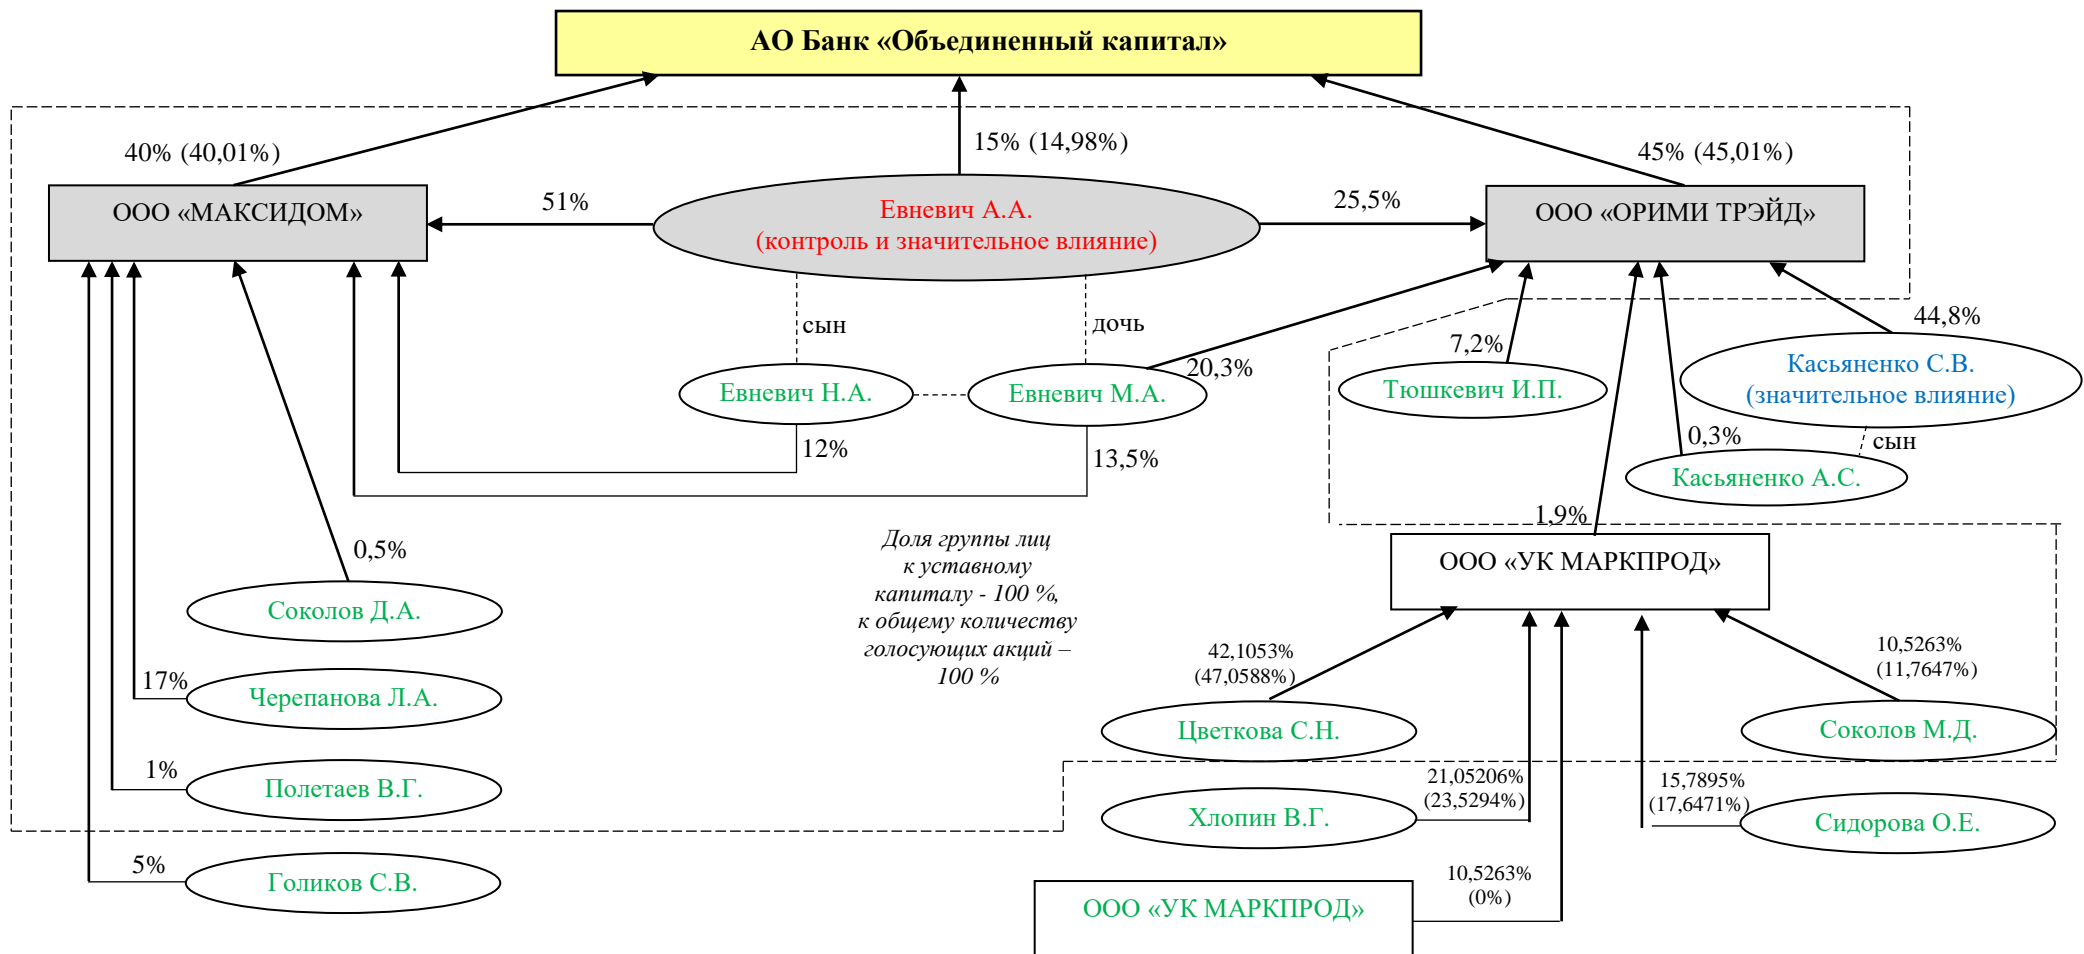 АО Банк «Объединенный капитал»
40% (40,01%)
15% (14,98%)
45% (45,01%)
ООО «МАКСИДОМ»
51%
Евневич А.А.
(контроль и значительное влияние)
25,5%
ООО «ОРИМИ ТРЭЙД»
сын
дочь
44,8%
7,2%
20,3%
Евневич Н.А.
Евневич М.А.
Тюшкевич И.П.
Касьяненко С.В.
(значительное влияние)
12%
13,5%
0,3%
сын
Касьяненко А.С.
1,9%
0,5%
Доля группы лиц
к уставному
капиталу - 100 %,
к общему количеству
голосующих акций –
100 %
ООО «УК МАРКПРОД»
Соколов Д.А.
42,1053%
(47,0588%)
10,5263%
(11,7647%)
17%
Черепанова Л.А.
Цветкова С.Н.
Соколов М.Д.
1%
Полетаев В.Г.
21,05206%
(23,5294%)
15,7895%
(17,6471%)
Хлопин В.Г.
Сидорова О.Е.
5%
Голиков С.В.
10,5263%
(0%)
ООО «УК МАРКПРОД»